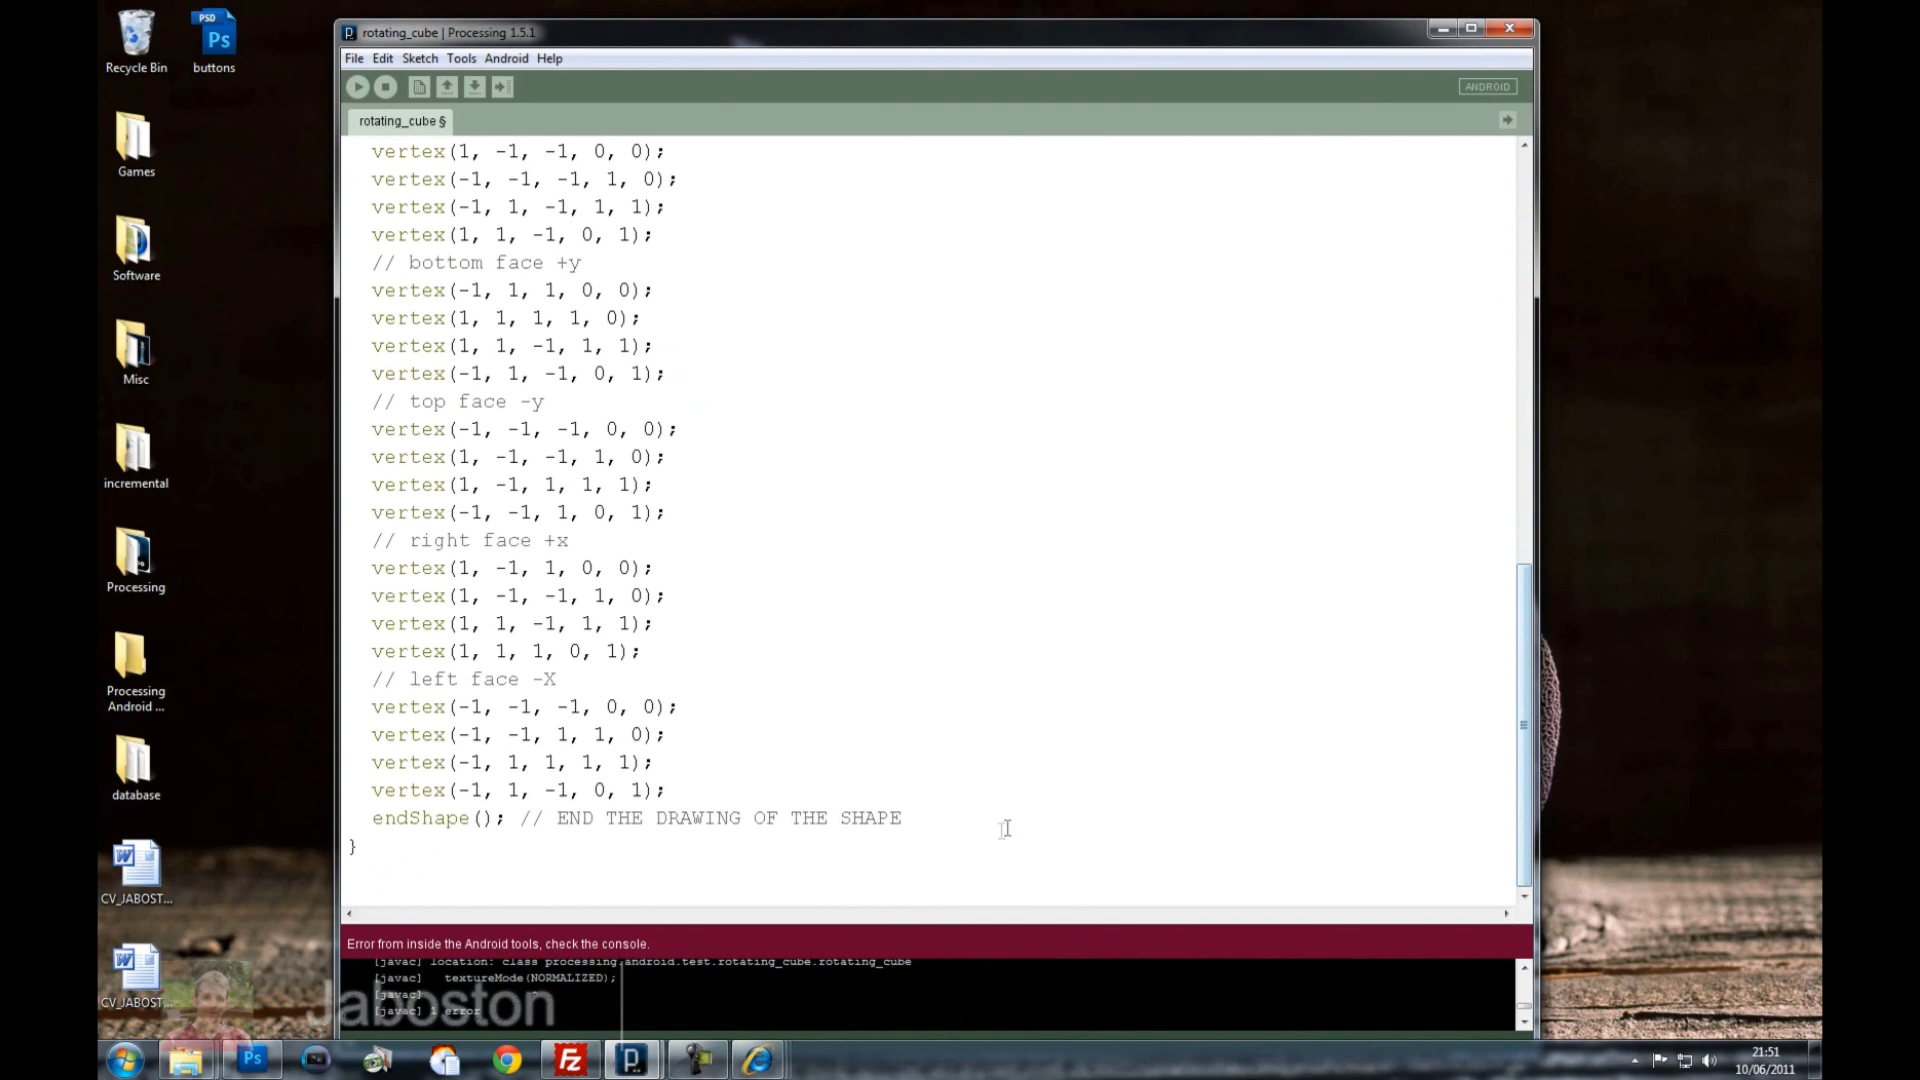 Recycle Bin
PSD
Ps
buttons
Games
Software
Misc
incremental
Processing
Processing
Android ...
database
CV_JABOST...
CV_JABOST...
rotating_cube | Processing 1.5.1
File Edit Sketch Tools Android Help
ANDROID
rotating_cube §
vertex(1, -1, -1, 0, 0);
vertex(-1, -1, -1, 1, 0);
vertex(-1, 1, -1, 1, 1);
vertex(1, 1, -1, 0, 1);
// bottom face +y
vertex(-1, 1, 1, 0, 0);
vertex(1, 1, 1, 1, 0);
vertex(1, 1, -1, 1, 1);
vertex(-1, 1, -1, 0, 1);
// top face -y
vertex(-1, -1, -1, 0, 0);
vertex(1, -1, -1, 1, 0);
vertex(1, -1, 1, 1, 1);
vertex(-1, -1, 1, 0, 1);
// right face +x
vertex(1, -1, 1, 0, 0);
vertex(1, -1, -1, 1, 0);
vertex(1, 1, -1, 1, 1);
vertex(1, 1, 1, 0, 1);
// left face -X
vertex(-1, -1, -1, 0, 0);
vertex(-1, -1, 1, 1, 0);
vertex(-1, 1, 1, 1, 1);
vertex(-1, 1, -1, 0, 1);
endShape(); // END THE DRAWING OF THE SHAPE
}
Error from inside the Android tools, check the console.
[javac] location: class processing.android.test.rotating_cube.rotating_cube
[javac] textureMode(NORMALIZED);
[javac] ^
[javac] 1 error
Jaboston
Ps
Fz
P
21:51
10/06/2011